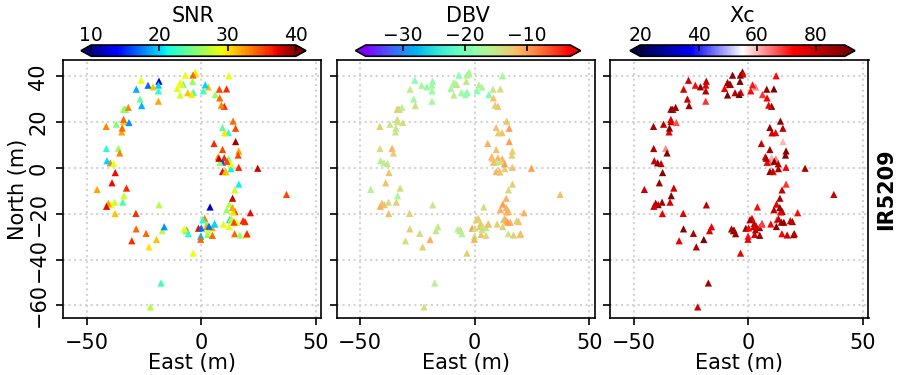 SNR DBV Xc
10 20 30 40 −30 −20 −10 20 40 60 80
40
20
0
−20
−40
−60
North (m)
−50 0 50 −50 0 50 −50 0 50
East (m) East (m) East (m)
IR5209